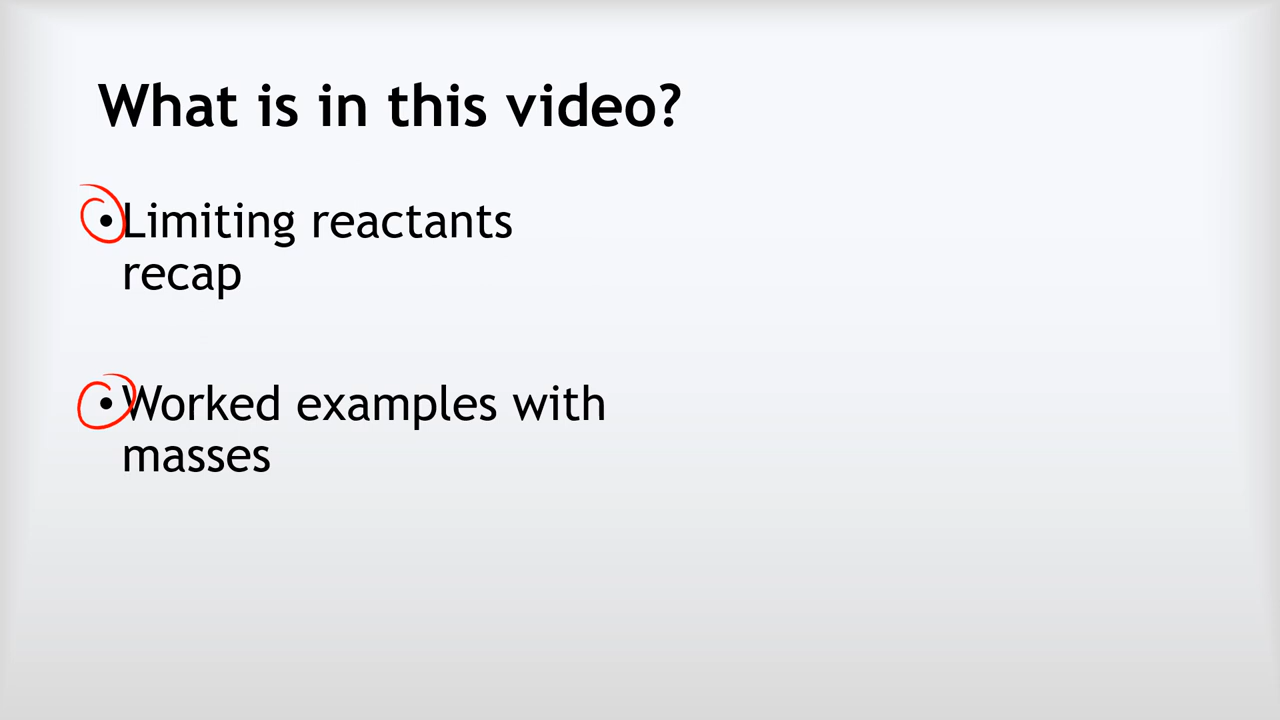 What is in this video?
•Limiting reactants
recap
•Worked examples with
masses